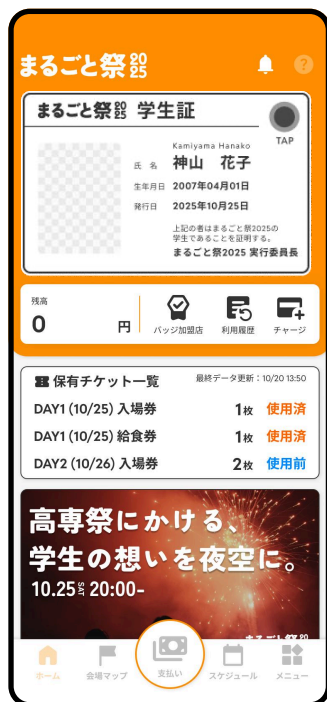 まるごと祭2025
?
まるごと祭2025 学生証
TAP
Kamiyama Hanako
氏 名 神山 花子
生年月日 2007年04月01日
発行日 2025年10月25日
上記の者はまるごと祭2025の
学生であることを証明する。
まるごと祭2025 実行委員長
残高
0 円
バッジ加盟店 利用履歴 チャージ
保有チケット一覧 最終データ更新:10/20 13:50
DAY1 (10/25) 入場券 1枚 使用済
DAY1 (10/25) 給食券 1枚 使用済
DAY2 (10/26) 入場券 2枚 使用前
高専祭にかける、
学生の想いを夜空に。
10.25 SAT 20:00-
まるごと祭20
ホーム 会場マップ 支払い スケジュール メニュー